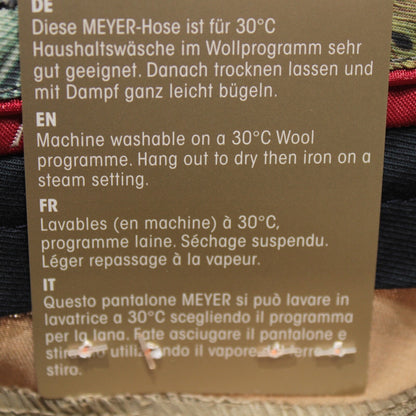 DE
Diese MEYER-Hose ist für 30°C
Haushaltswäsche im Wollprogramm sehr
gut geeignet. Danach trocknen lassen und
mit Dampf ganz leicht bügeln.
EN
Machine washable on a 30°C Wool
programme. Hang out to dry then iron on a
steam setting.
FR
Lavables (en machine) à 30°C,
programme laine. Séchage suspendu.
Léger repassage à la vapeur.
IT
Questo pantalone MEYER si può lavare in
lavatrice a 30°C scegliendo il programma
per la lana. Fate asciugare il pantalone e
il vapore ferro
stiro.